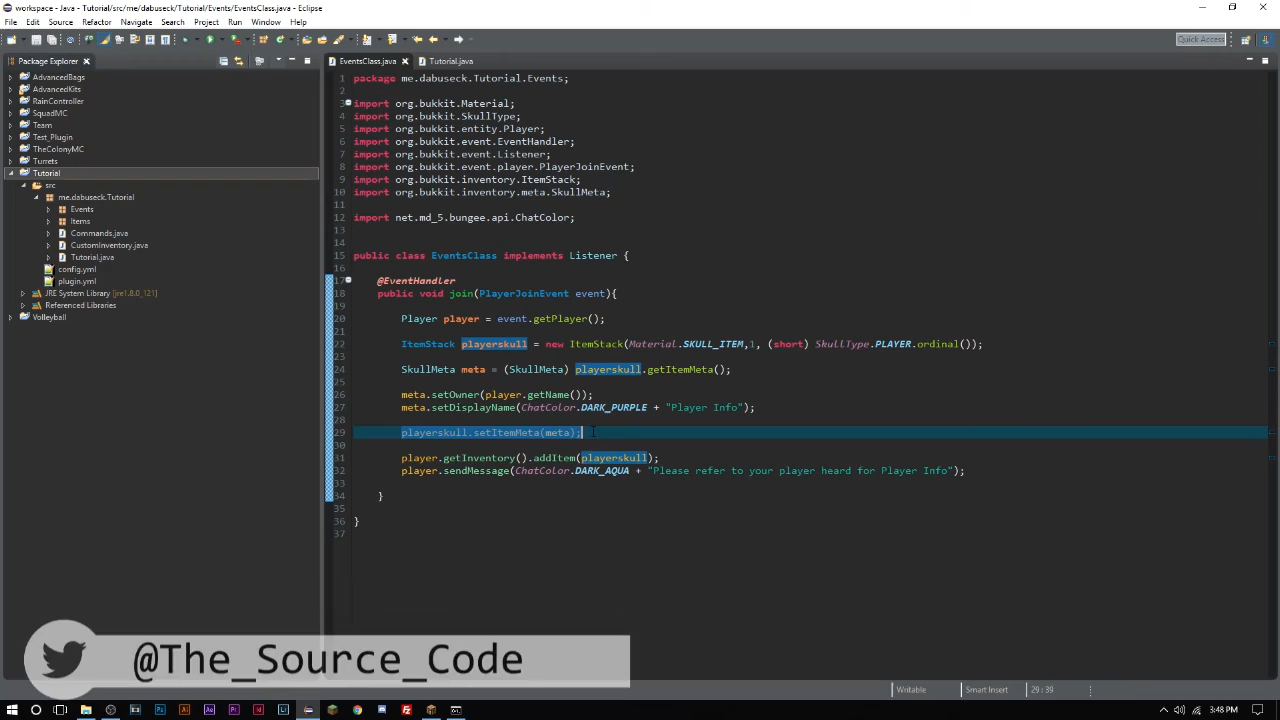 workspace - Java - Tutorial/src/me/dabuseck/Tutorial/Events/EventsClass.java - Eclipse
File Edit Source Refactor Navigate Search Project Run Window Help
Quick Access
Package Explorer
AdvancedBags
AdvancedKits
RainController
SquadMC
Team
Test_Plugin
TheColonyMC
Turrets
Tutorial
src
me.dabuseck.Tutorial
Events
Items
Commands.java
CustomInventory.java
Tutorial.java
config.yml
plugin.yml
JRE System Library [jre1.8.0_121]
Referenced Libraries
Volleyball
EventsClass.java Tutorial.java
1 package me.dabuseck.Tutorial.Events;
2
3 import org.bukkit.Material;
4 import org.bukkit.SkullType;
5 import org.bukkit.entity.Player;
6 import org.bukkit.event.EventHandler;
7 import org.bukkit.event.Listener;
8 import org.bukkit.event.player.PlayerJoinEvent;
9 import org.bukkit.inventory.ItemStack;
10 import org.bukkit.inventory.meta.SkullMeta;
11
12 import net.md_5.bungee.api.ChatColor;
13
14
15 public class EventsClass implements Listener {
16
17 @EventHandler
18 public void join(PlayerJoinEvent event){
19
20 Player player = event.getPlayer();
21
22 ItemStack playerskull = new ItemStack(Material.SKULL_ITEM,1, (short) SkullType.PLAYER.ordinal());
23
24 SkullMeta meta = (SkullMeta) playerskull.getItemMeta();
25
26 meta.setOwner(player.getName());
27 meta.setDisplayName(ChatColor.DARK_PURPLE + "Player Info");
28
29 playerskull.setItemMeta(meta);
30
31 player.getInventory().addItem(playerskull);
32 player.sendMessage(ChatColor.DARK_AQUA + "Please refer to your player heard for Player Info");
33
34 }
35
36 }
37
@The_Source_Code
Writable Smart Insert 29 : 39
3:48 PM